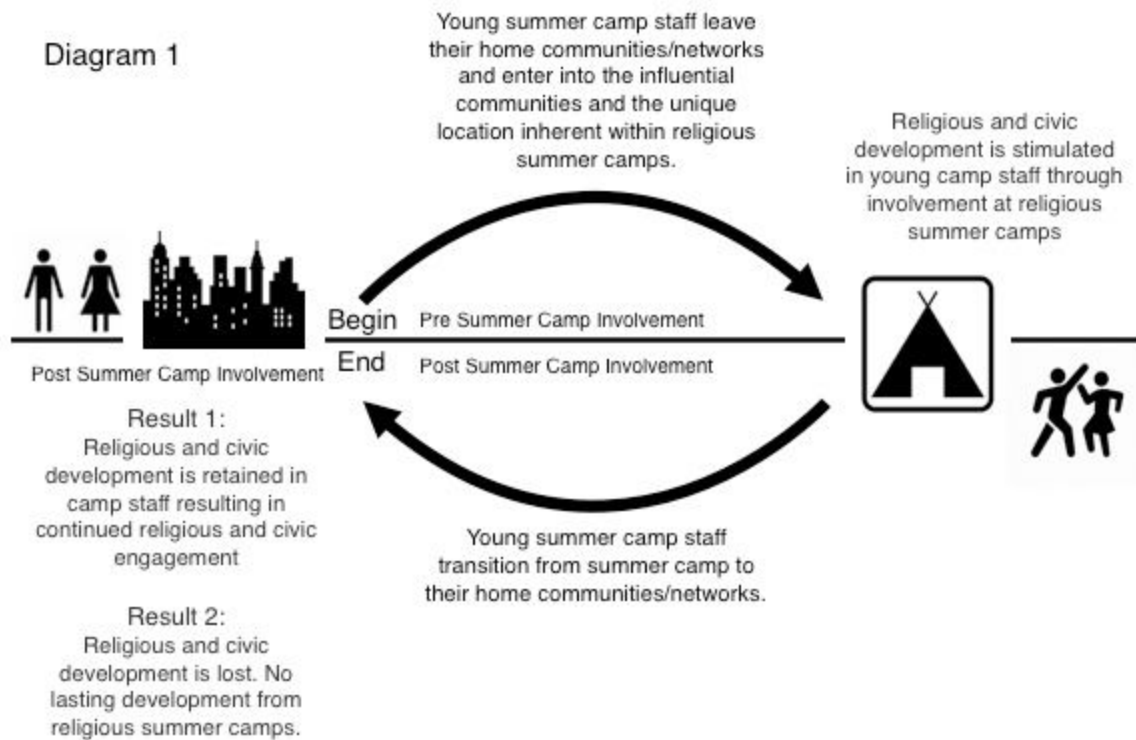 Diagram 1
Young summer camp staff leave
their home communities/networks
and enter into the influential
communities and the unique
location inherent within religious
summer camps.
Religious and civic
development is stimulated
in young camp staff through
involvement at religious
summer camps
Begin
Pre Summer Camp Involvement
End
Post Summer Camp Involvement
Post Summer Camp Involvement
Result 1:
Religious and civic
development is retained in
camp staff resulting in
continued religious and civic
engagement
Young summer camp staff
transition from summer camp to
their home communities/networks.
Result 2:
Religious and civic
development is lost. No
lasting development from
religious summer camps.